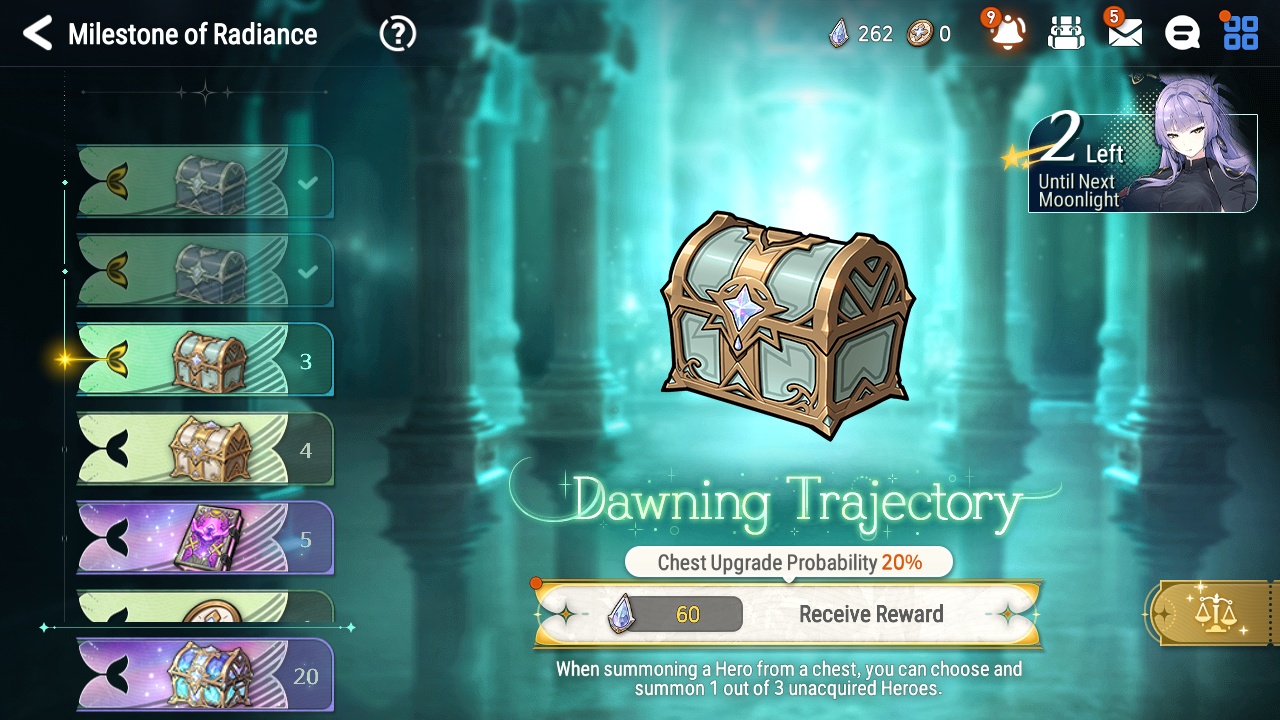 Milestone of Radiance
?
262
0
9
5
2 Left
Until Next
Moonlight
3
4
5
20
Dawning Trajectory
Chest Upgrade Probability 20%
60
Receive Reward
When summoning a Hero from a chest, you can choose and
summon 1 out of 3 unacquired Heroes.